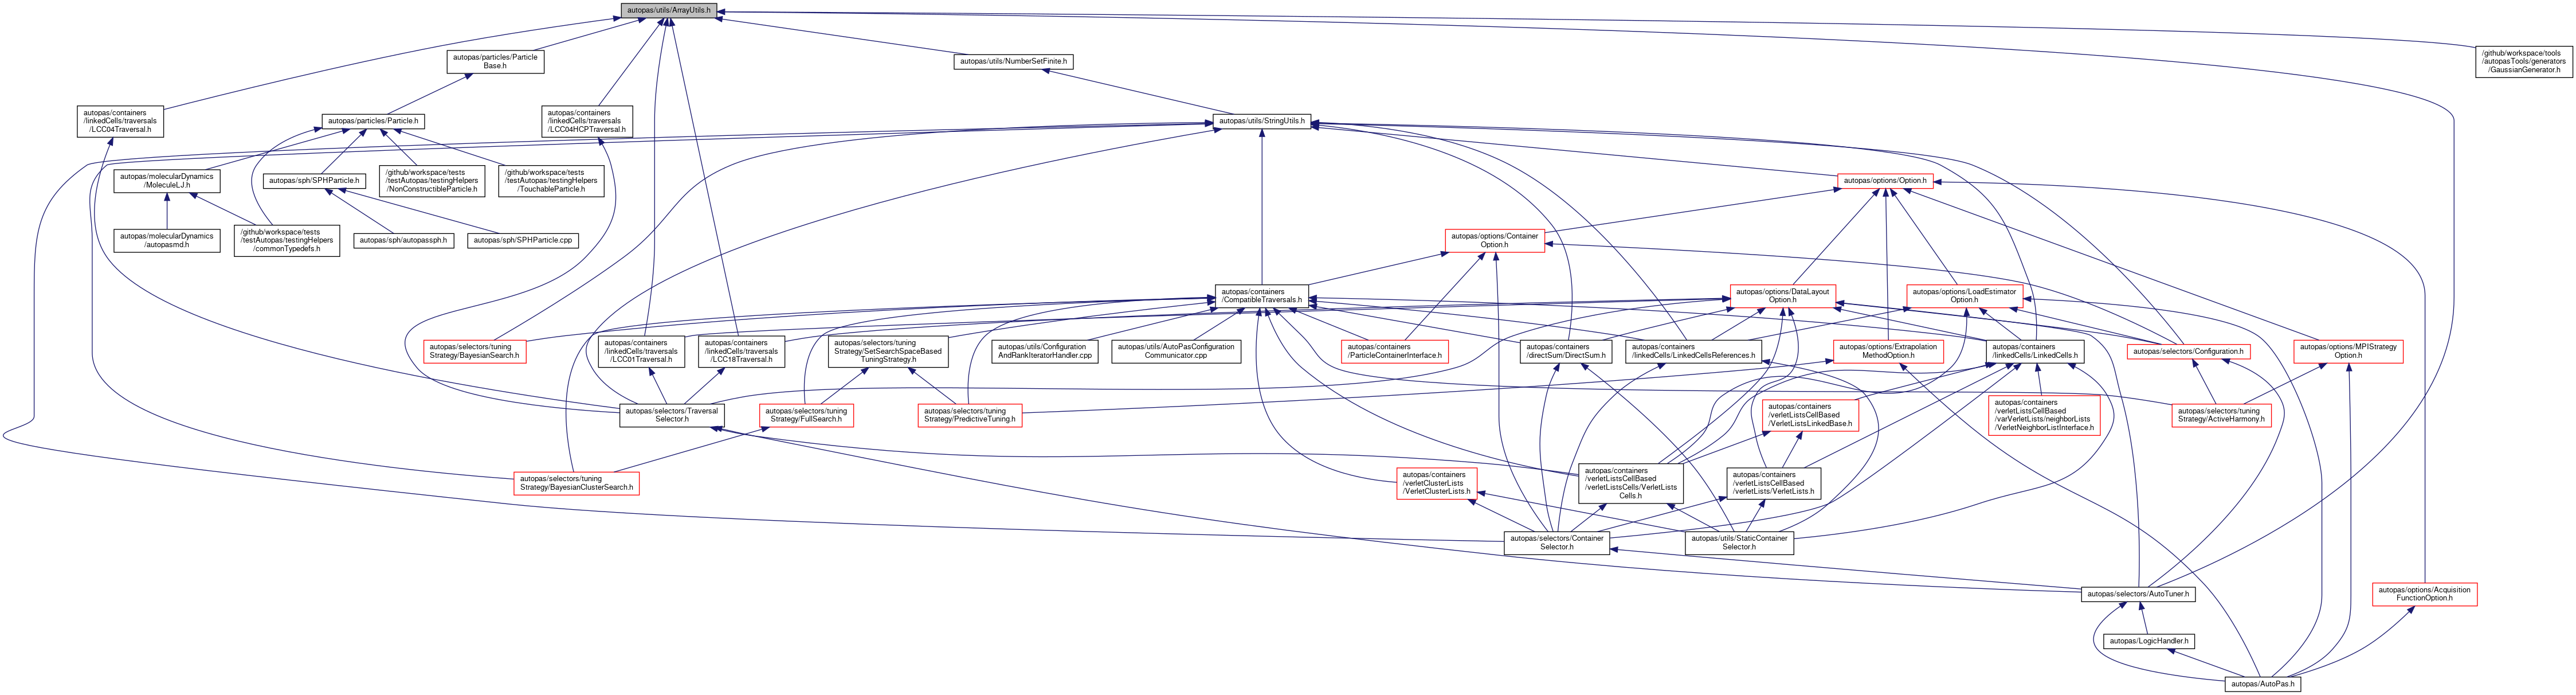 autopas/utils/ArrayUtils.h
autopas/particles/Particle
Base.h
autopas/utils/NumberSetFinite.h
/github/workspace/tools
/autopasTools/generators
/GaussianGenerator.h
autopas/containers
/linkedCells/traversals
/LCC04Traversal.h
autopas/particles/Particle.h
autopas/containers
/linkedCells/traversals
/LCC04HCPTraversal.h
autopas/utils/StringUtils.h
autopas/molecularDynamics
/MoleculeLJ.h
autopas/sph/SPHParticle.h
/github/workspace/tests
/testAutopas/testingHelpers
/NonConstructibleParticle.h
/github/workspace/tests
/testAutopas/testingHelpers
/TouchableParticle.h
autopas/options/Option.h
autopas/molecularDynamics
/autopasmd.h
/github/workspace/tests
/testAutopas/testingHelpers
/commonTypedefs.h
autopas/sph/autopassph.h
autopas/sph/SPHParticle.cpp
autopas/options/Container
Option.h
autopas/containers
/CompatibleTraversals.h
autopas/options/DataLayout
Option.h
autopas/options/LoadEstimator
Option.h
autopas/selectors/tuning
Strategy/BayesianSearch.h
autopas/containers
/linkedCells/traversals
/LCC01Traversal.h
autopas/containers
/linkedCells/traversals
/LCC18Traversal.h
autopas/selectors/tuning
Strategy/SetSearchSpaceBased
TuningStrategy.h
autopas/utils/Configuration
AndRankIteratorHandler.cpp
autopas/utils/AutoPasConfiguration
Communicator.cpp
autopas/containers
/ParticleContainerInterface.h
autopas/containers
/directSum/DirectSum.h
autopas/containers
/linkedCells/LinkedCellsReferences.h
autopas/options/Extrapolation
MethodOption.h
autopas/containers
/linkedCells/LinkedCells.h
autopas/selectors/Configuration.h
autopas/options/MPIStrategy
Option.h
autopas/selectors/Traversal
Selector.h
autopas/selectors/tuning
Strategy/FullSearch.h
autopas/selectors/tuning
Strategy/PredictiveTuning.h
autopas/containers
/verletListsCellBased
/VerletListsLinkedBase.h
autopas/containers
/verletListsCellBased
/varVerletLists/neighborLists
/VerletNeighborListInterface.h
autopas/selectors/tuning
Strategy/ActiveHarmony.h
autopas/selectors/tuning
Strategy/BayesianClusterSearch.h
autopas/containers
/verletClusterLists
/VerletClusterLists.h
autopas/containers
/verletListsCellBased
/verletListsCells/VerletLists
Cells.h
autopas/containers
/verletListsCellBased
/verletLists/VerletLists.h
autopas/selectors/Container
Selector.h
autopas/utils/StaticContainer
Selector.h
autopas/selectors/AutoTuner.h
autopas/options/Acquisition
FunctionOption.h
autopas/LogicHandler.h
autopas/AutoPas.h